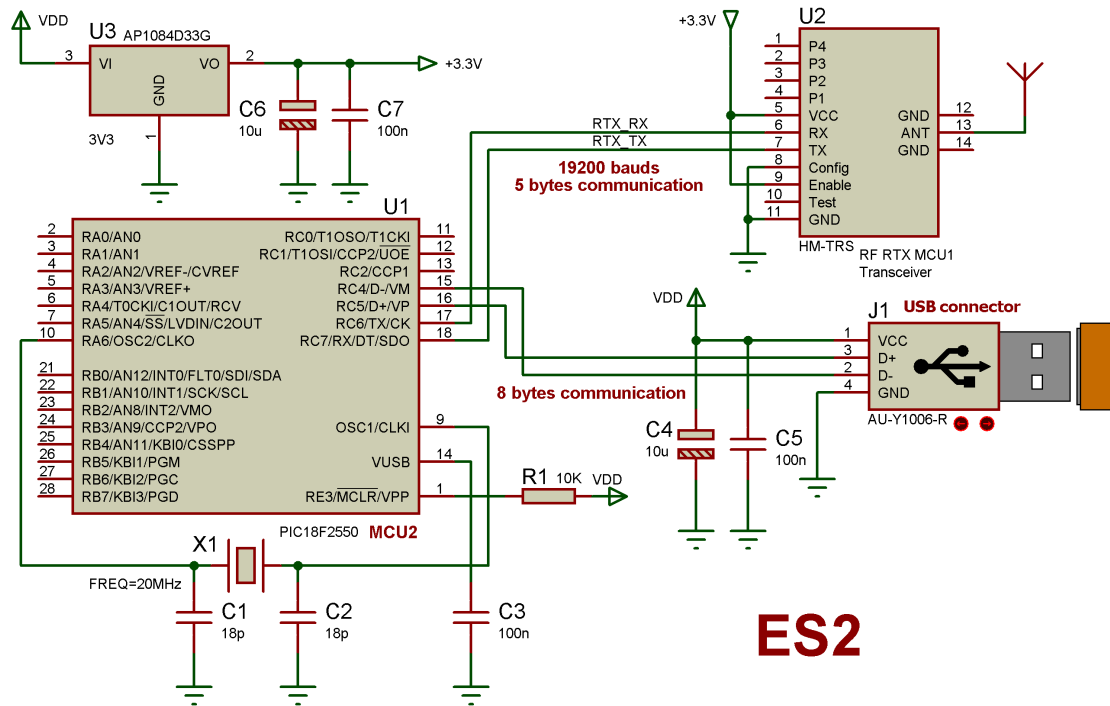 VDD
U3 AP1084D33G
3 VI VO 2
GND
1
3V3
+3.3V
C6
10u
C7
100n
+3.3V
U2
1 P4
2 P3
3 P2
4 P1
5 VCC GND 12
6 RX ANT 13
7 TX GND 14
8 Config
9 Enable
10 Test
11 GND
HM-TRS
RF RTX MCU1
Transceiver
RTX_RX
RTX_TX
19200 bauds
5 bytes communication
U1
2 RA0/AN0 RC0/T1OSO/T1CKI 11
3 RA1/AN1 RC1/T1OSI/CCP2/UOE 12
4 RA2/AN2/VREF-/CVREF RC2/CCP1 13
5 RA3/AN3/VREF+ RC4/D-/VM 15
6 RA4/T0CKI/C1OUT/RCV RC5/D+/VP 16
7 RA5/AN4/SS/LVDIN/C2OUT RC6/TX/CK 17
10 RA6/OSC2/CLKO RC7/RX/DT/SDO 18
21 RB0/AN12/INT0/FLT0/SDI/SDA
22 RB1/AN10/INT1/SCK/SCL
23 RB2/AN8/INT2/VMO
24 RB3/AN9/CCP2/VPO OSC1/CLKI 9
25 RB4/AN11/KBI0/CSSPP
26 RB5/KBI1/PGM VUSB 14
27 RB6/KBI2/PGC
28 RB7/KBI3/PGD RE3/MCLR/VPP 1
PIC18F2550 MCU2
R1 10K VDD
VDD
J1 USB connector
1 VCC
3 D+
2 D-
4 GND
AU-Y1006-R
8 bytes communication
C4
10u
C5
100n
X1
FREQ=20MHz
C1
18p
C2
18p
C3
100n
ES2